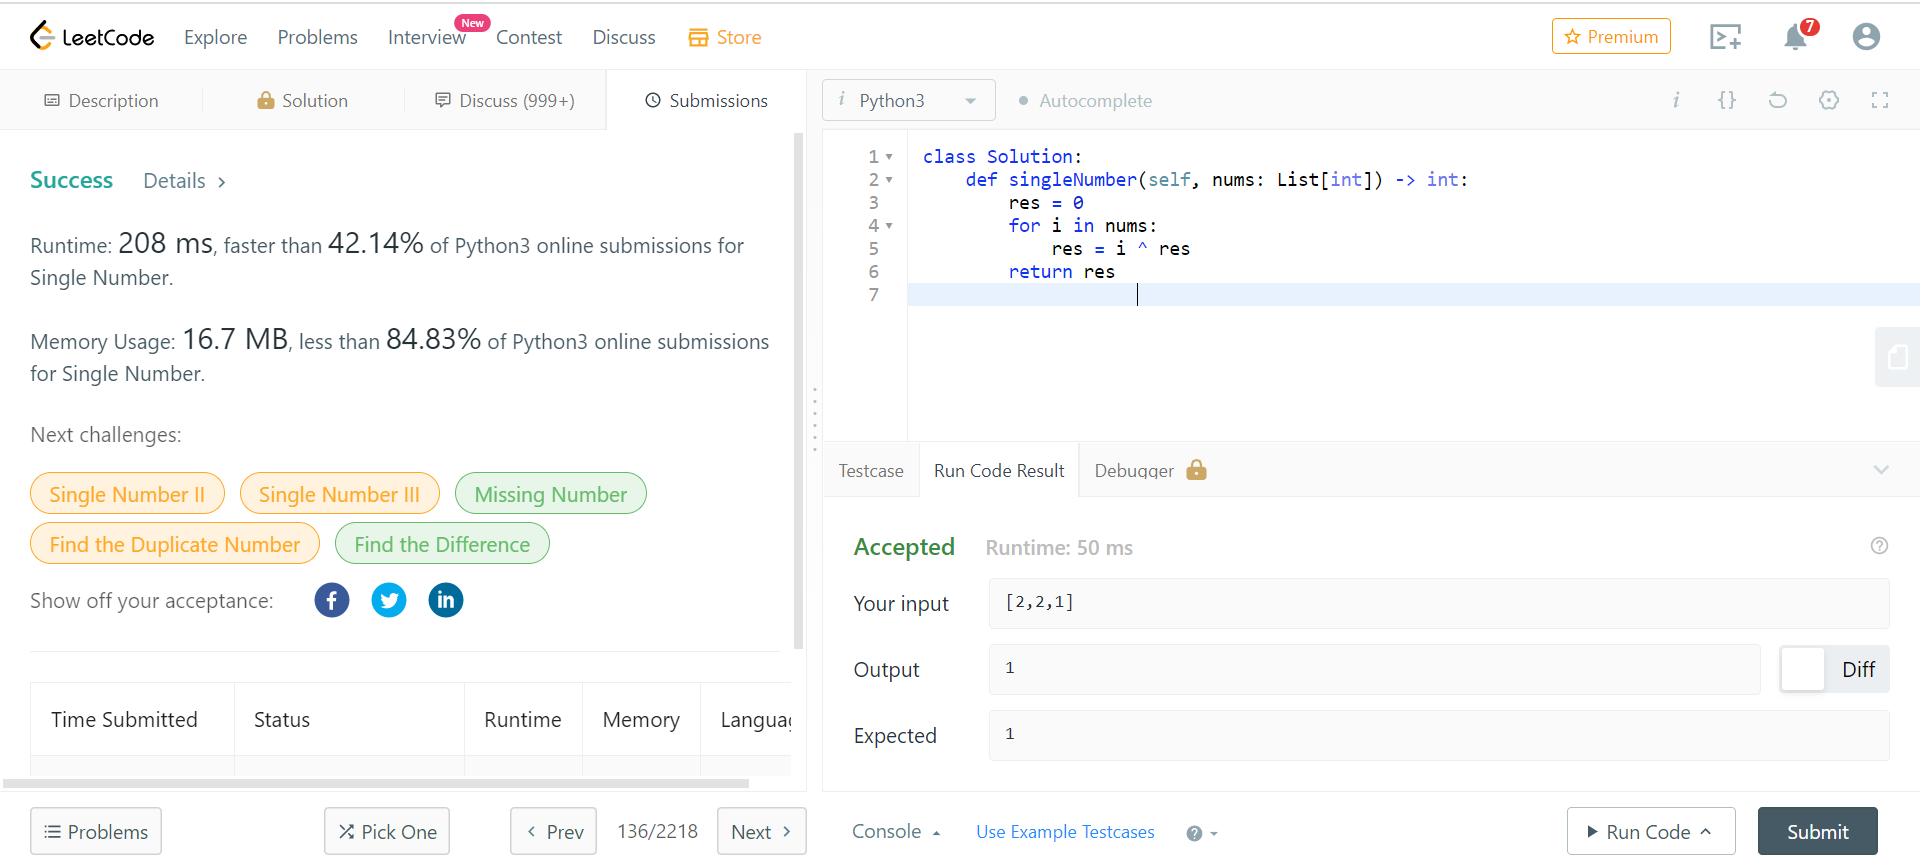 LeetCode Explore Problems Interview New Contest Discuss Store Premium 7
Description Solution Discuss (999+) Submissions
Success Details >
Runtime: 208 ms, faster than 42.14% of Python3 online submissions for
Single Number.
Memory Usage: 16.7 MB, less than 84.83% of Python3 online submissions
for Single Number.
Next challenges:
Single Number II Single Number III Missing Number
Find the Duplicate Number Find the Difference
Show off your acceptance: f in
Time Submitted Status Runtime Memory Langua
Problems Pick One < Prev 136/2218 Next >
i Python3 Autocomplete i {}
1 class Solution:
2 def singleNumber(self, nums: List[int]) -> int:
3 res = 0
4 for i in nums:
5 res = i ^ res
6 return res
7
Testcase Run Code Result Debugger
Accepted Runtime: 50 ms ?
Your input [2,2,1]
Output 1 Diff
Expected 1
Console Use Example Testcases ? Run Code Submit